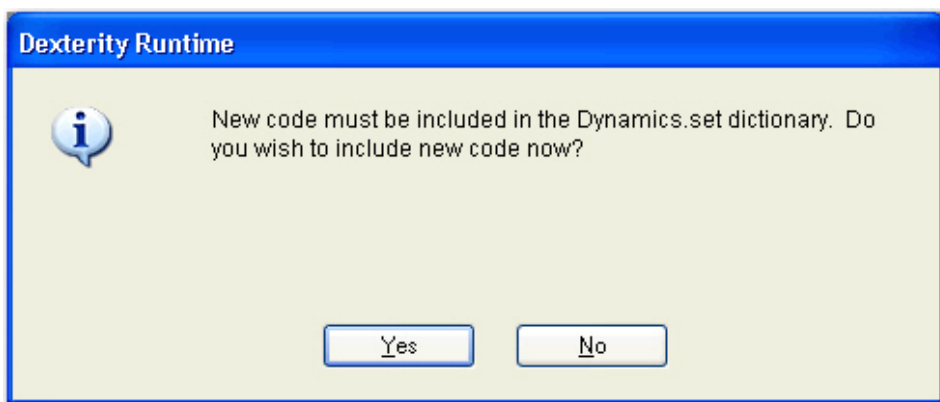 Dexterity Runtime
New code must be included in the Dynamics.set dictionary.  Do
you wish to include new code now?
Yes
No